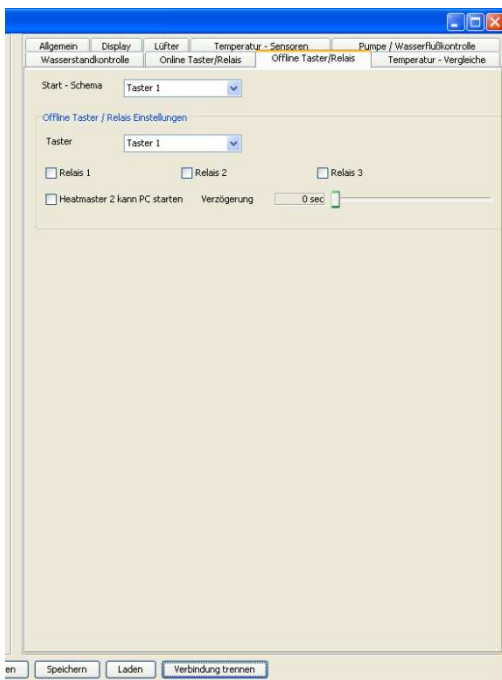 Allgemein Display Lüfter Temperatur - Sensoren Pumpe / Wasserflußkontrolle
Wasserstandkontrolle Online Taster/Relais Offline Taster/Relais Temperatur - Vergleiche
Start - Schema Taster 1
Offline Taster / Relais Einstellungen
Taster Taster 1
Relais 1 Relais 2 Relais 3
Heatmaster 2 kann PC starten Verzögerung 0 sec
en Speichern Laden Verbindung trennen